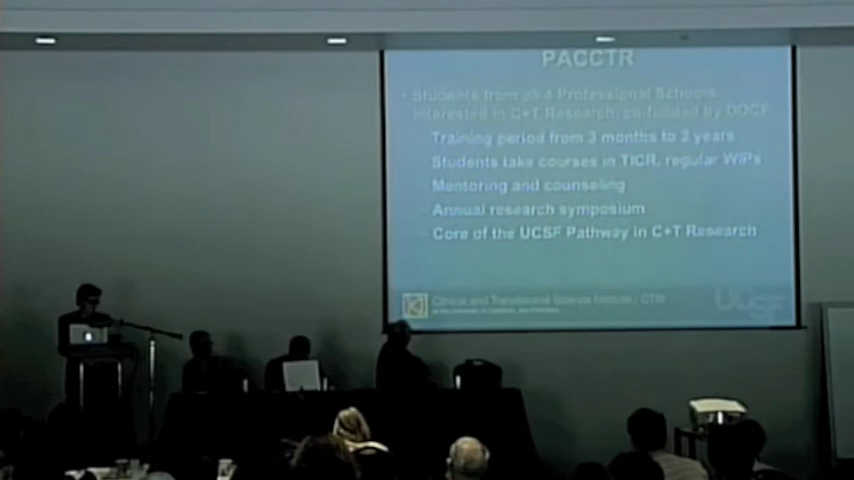 PACCTR
• Students from all 4 Professional Schools
interested in C+T Research, co-funded by DDCF
Training period from 3 months to 2 years
Students take courses in TICR, regular WIPs
Mentoring and counseling
– Annual research symposium
– Core of the UCSF Pathway in C+T Research
Clinical and Translational Science Institute / CTSI
UCSF